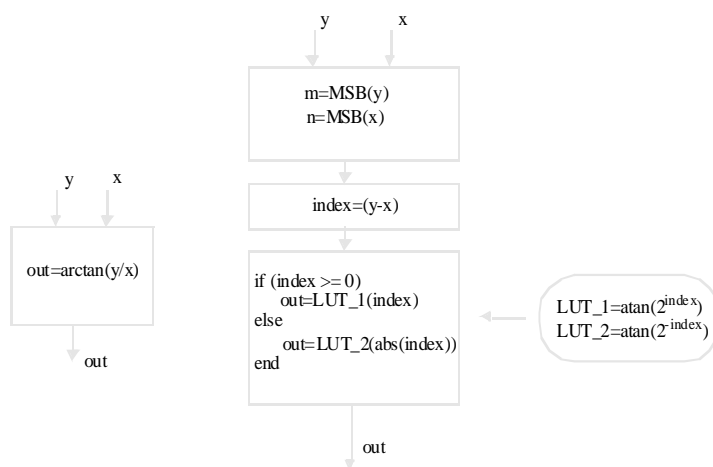 y x
out=arctan(y/x)
out
y x
m=MSB(y)
n=MSB(x)
index=(y-x)
if (index >= 0)
out=LUT_1(index)
else
out=LUT_2(abs(index))
end
out
LUT_1=atan(2^index)
LUT_2=atan(2^-index)